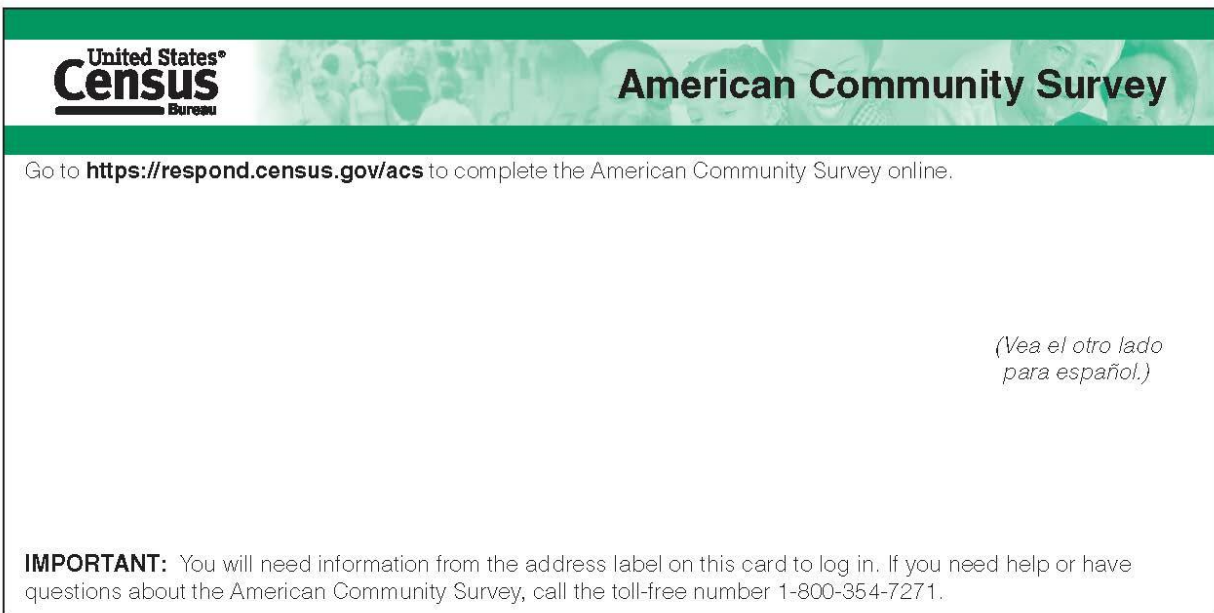 United States®
Census
Bureau
American Community Survey
Go to https://respond.census.gov/acs to complete the American Community Survey online.
(Vea el otro lado
para español.)
IMPORTANT: You will need information from the address label on this card to log in. If you need help or have
questions about the American Community Survey, call the toll-free number 1-800-354-7271.